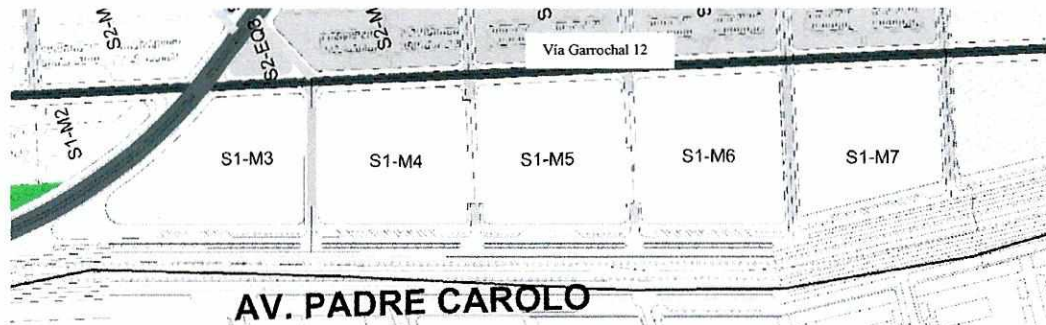 S2-M
S2-EQ8
S2-M
Vía Garrochal 12
S1-M2
S1-M3
S1-M4
S1-M5
S1-M6
S1-M7
AV. PADRE CAROLO